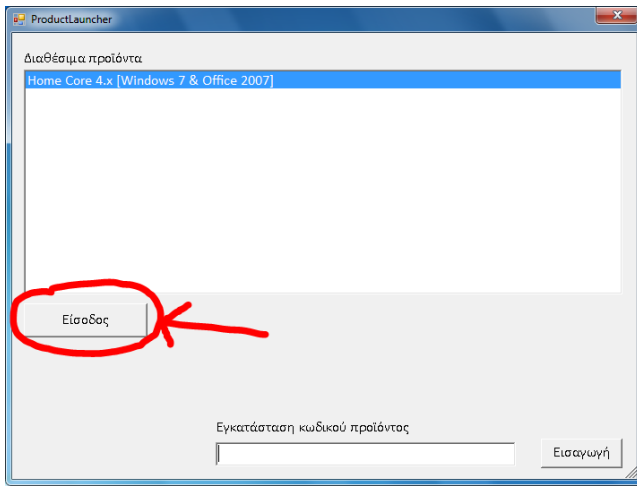 ProductLauncher
Διαθέσιμα προϊόντα
Home Core 4.x [Windows 7 & Office 2007]
Είσοδος
Εγκατάσταση κωδικού προϊόντος
Εισαγωγή